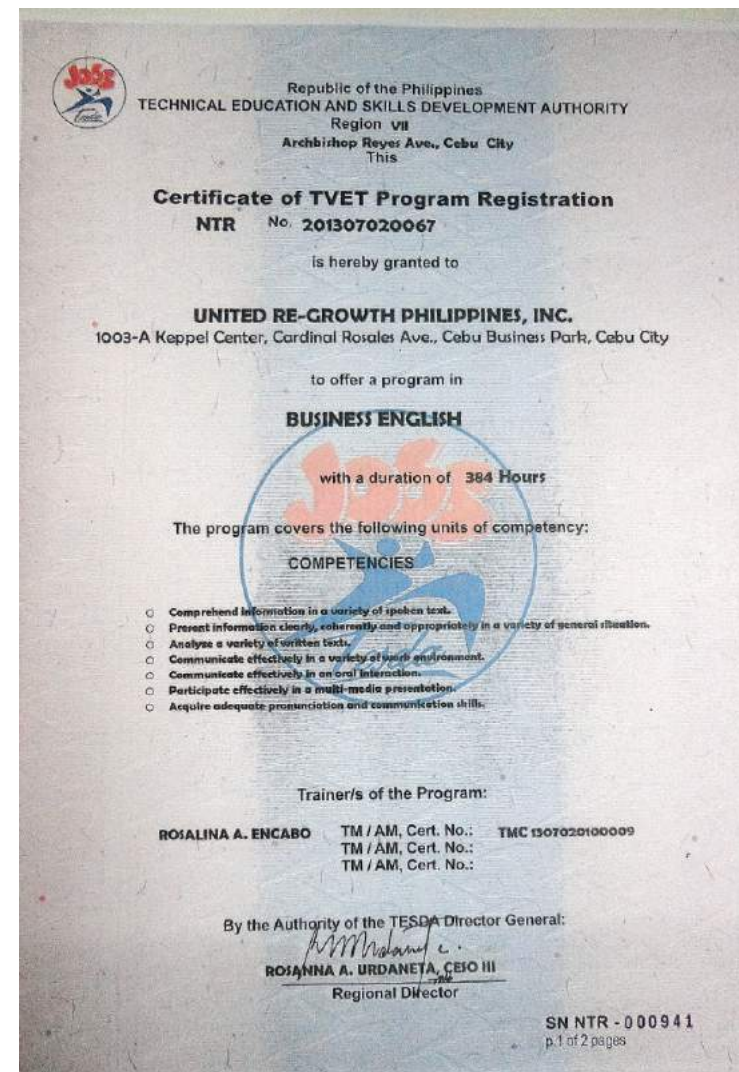 JOSE
Tesda
Republic of the Philippines
TECHNICAL EDUCATION AND SKILLS DEVELOPMENT AUTHORITY
Region VII
Archbishop Reyes Ave., Cebu City
This
Certificate of TVET Program Registration
NTR No. 201307020067
is hereby granted to
UNITED RE-GROWTH PHILIPPINES, INC.
1003-A Keppel Center, Cardinal Rosales Ave., Cebu Business Park, Cebu City
to offer a program in
BUSINESS ENGLISH
with a duration of 384 Hours
The program covers the following units of competency:
COMPETENCIES
Comprehend information in a variety of spoken text.
Present information clearly, coherently and appropriately in a variety of general situation.
Analyse a variety of written texts.
Communicate effectively in a variety of work environment.
Communicate effectively in an oral interaction.
Participate effectively in a multi-media presentation.
Acquire adequate pronunciation and communication skills.
Trainer/s of the Program:
ROSALINA A. ENCABO TM / AM, Cert. No.: TMC 1307020100009
TM / AM, Cert. No.:
TM / AM, Cert. No.:
By the Authority of the TESDA Director General:
ROSANNA A. URDANETA, CESO III
Regional Director
SN NTR - 000941
p.1 of 2 pages